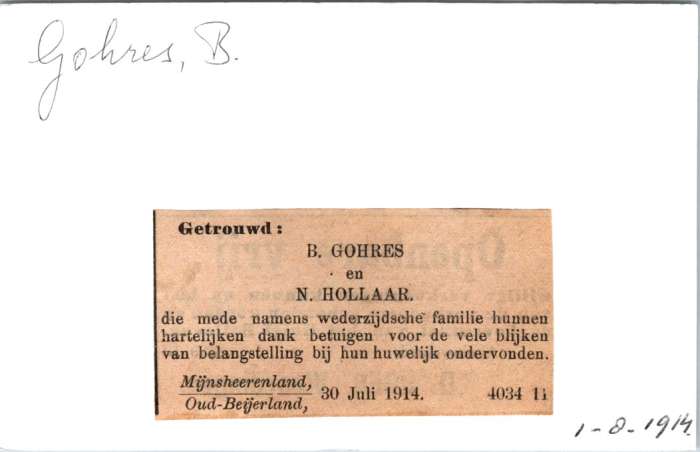 Gohres, B.
Getrouwd:
B. GOHRES
en
N. HOLLAAR.
die mede namens wederzijdsche familie hunnen
hartelijken dank betuigen voor de vele blijken
van belangstelling bij hun huwelijk ondervonden.
Mijnsheerenland,
Oud-Beijerland, 30 Juli 1914. 4034 11
1-8-1914.